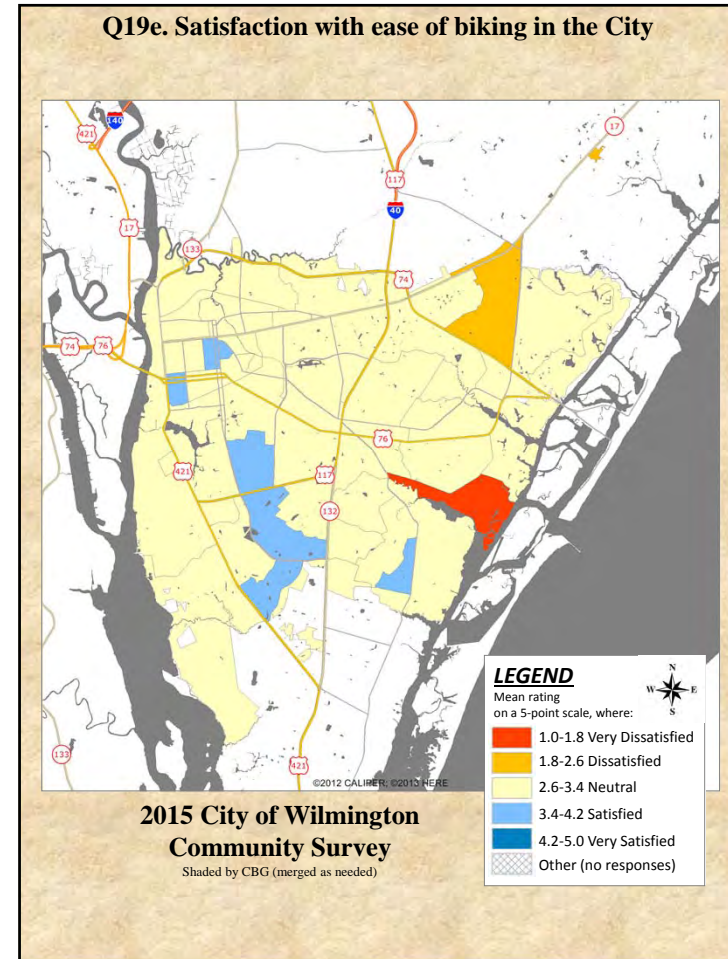 Q19e. Satisfaction with ease of biking in the City
140
421
17
117
17
40
133
74
74
76
76
421
117
132
133
421
©2012 CALIPER; ©2013 HERE
LEGEND
Mean rating
on a 5-point scale, where:
N
W E
S
1.0-1.8 Very Dissatisfied
1.8-2.6 Dissatisfied
2.6-3.4 Neutral
3.4-4.2 Satisfied
4.2-5.0 Very Satisfied
Other (no responses)
2015 City of Wilmington
Community Survey
Shaded by CBG (merged as needed)